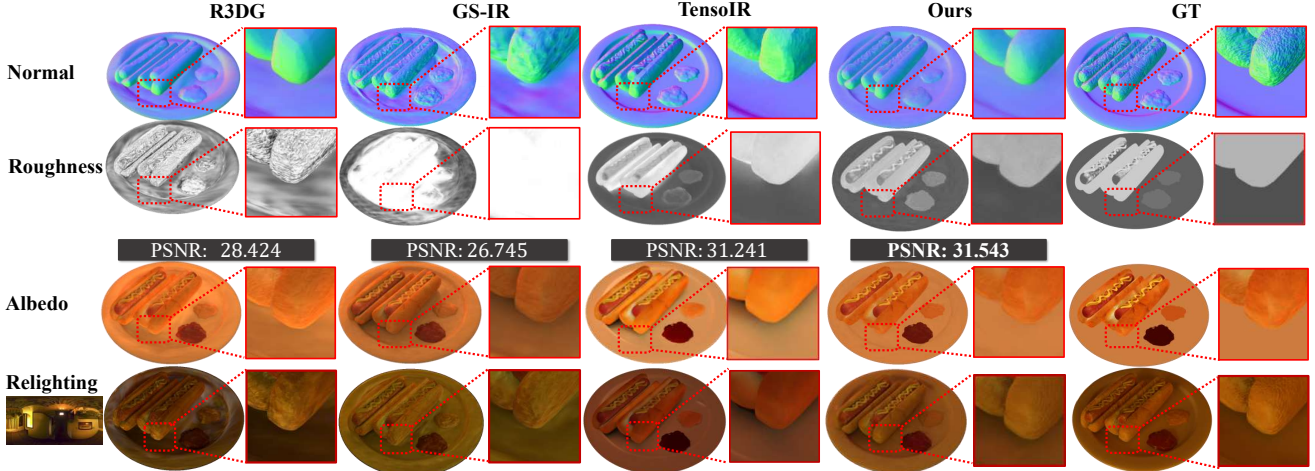 R3DG GS-IR TensoIR Ours GT
Normal
Roughness
PSNR: 28.424 PSNR: 26.745 PSNR: 31.241 PSNR: 31.543
Albedo
Relighting